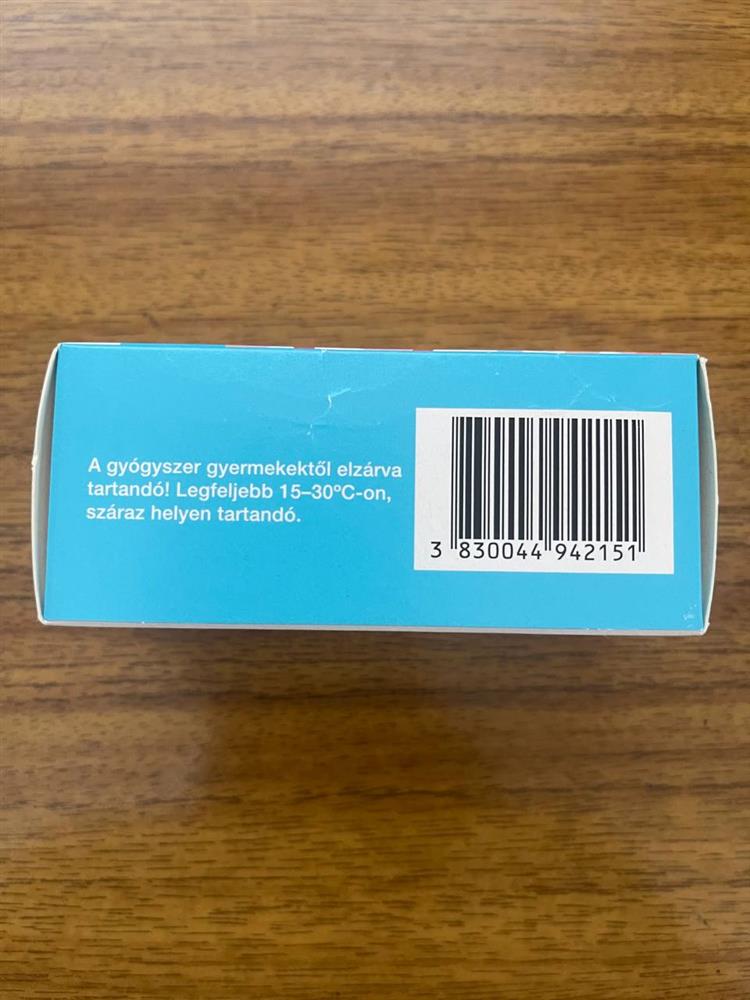 A gyógyszer gyermekektől elzárva
tartandó! Legfeljebb 15–30ºC-on,
száraz helyen tartandó.
3 830044 942151